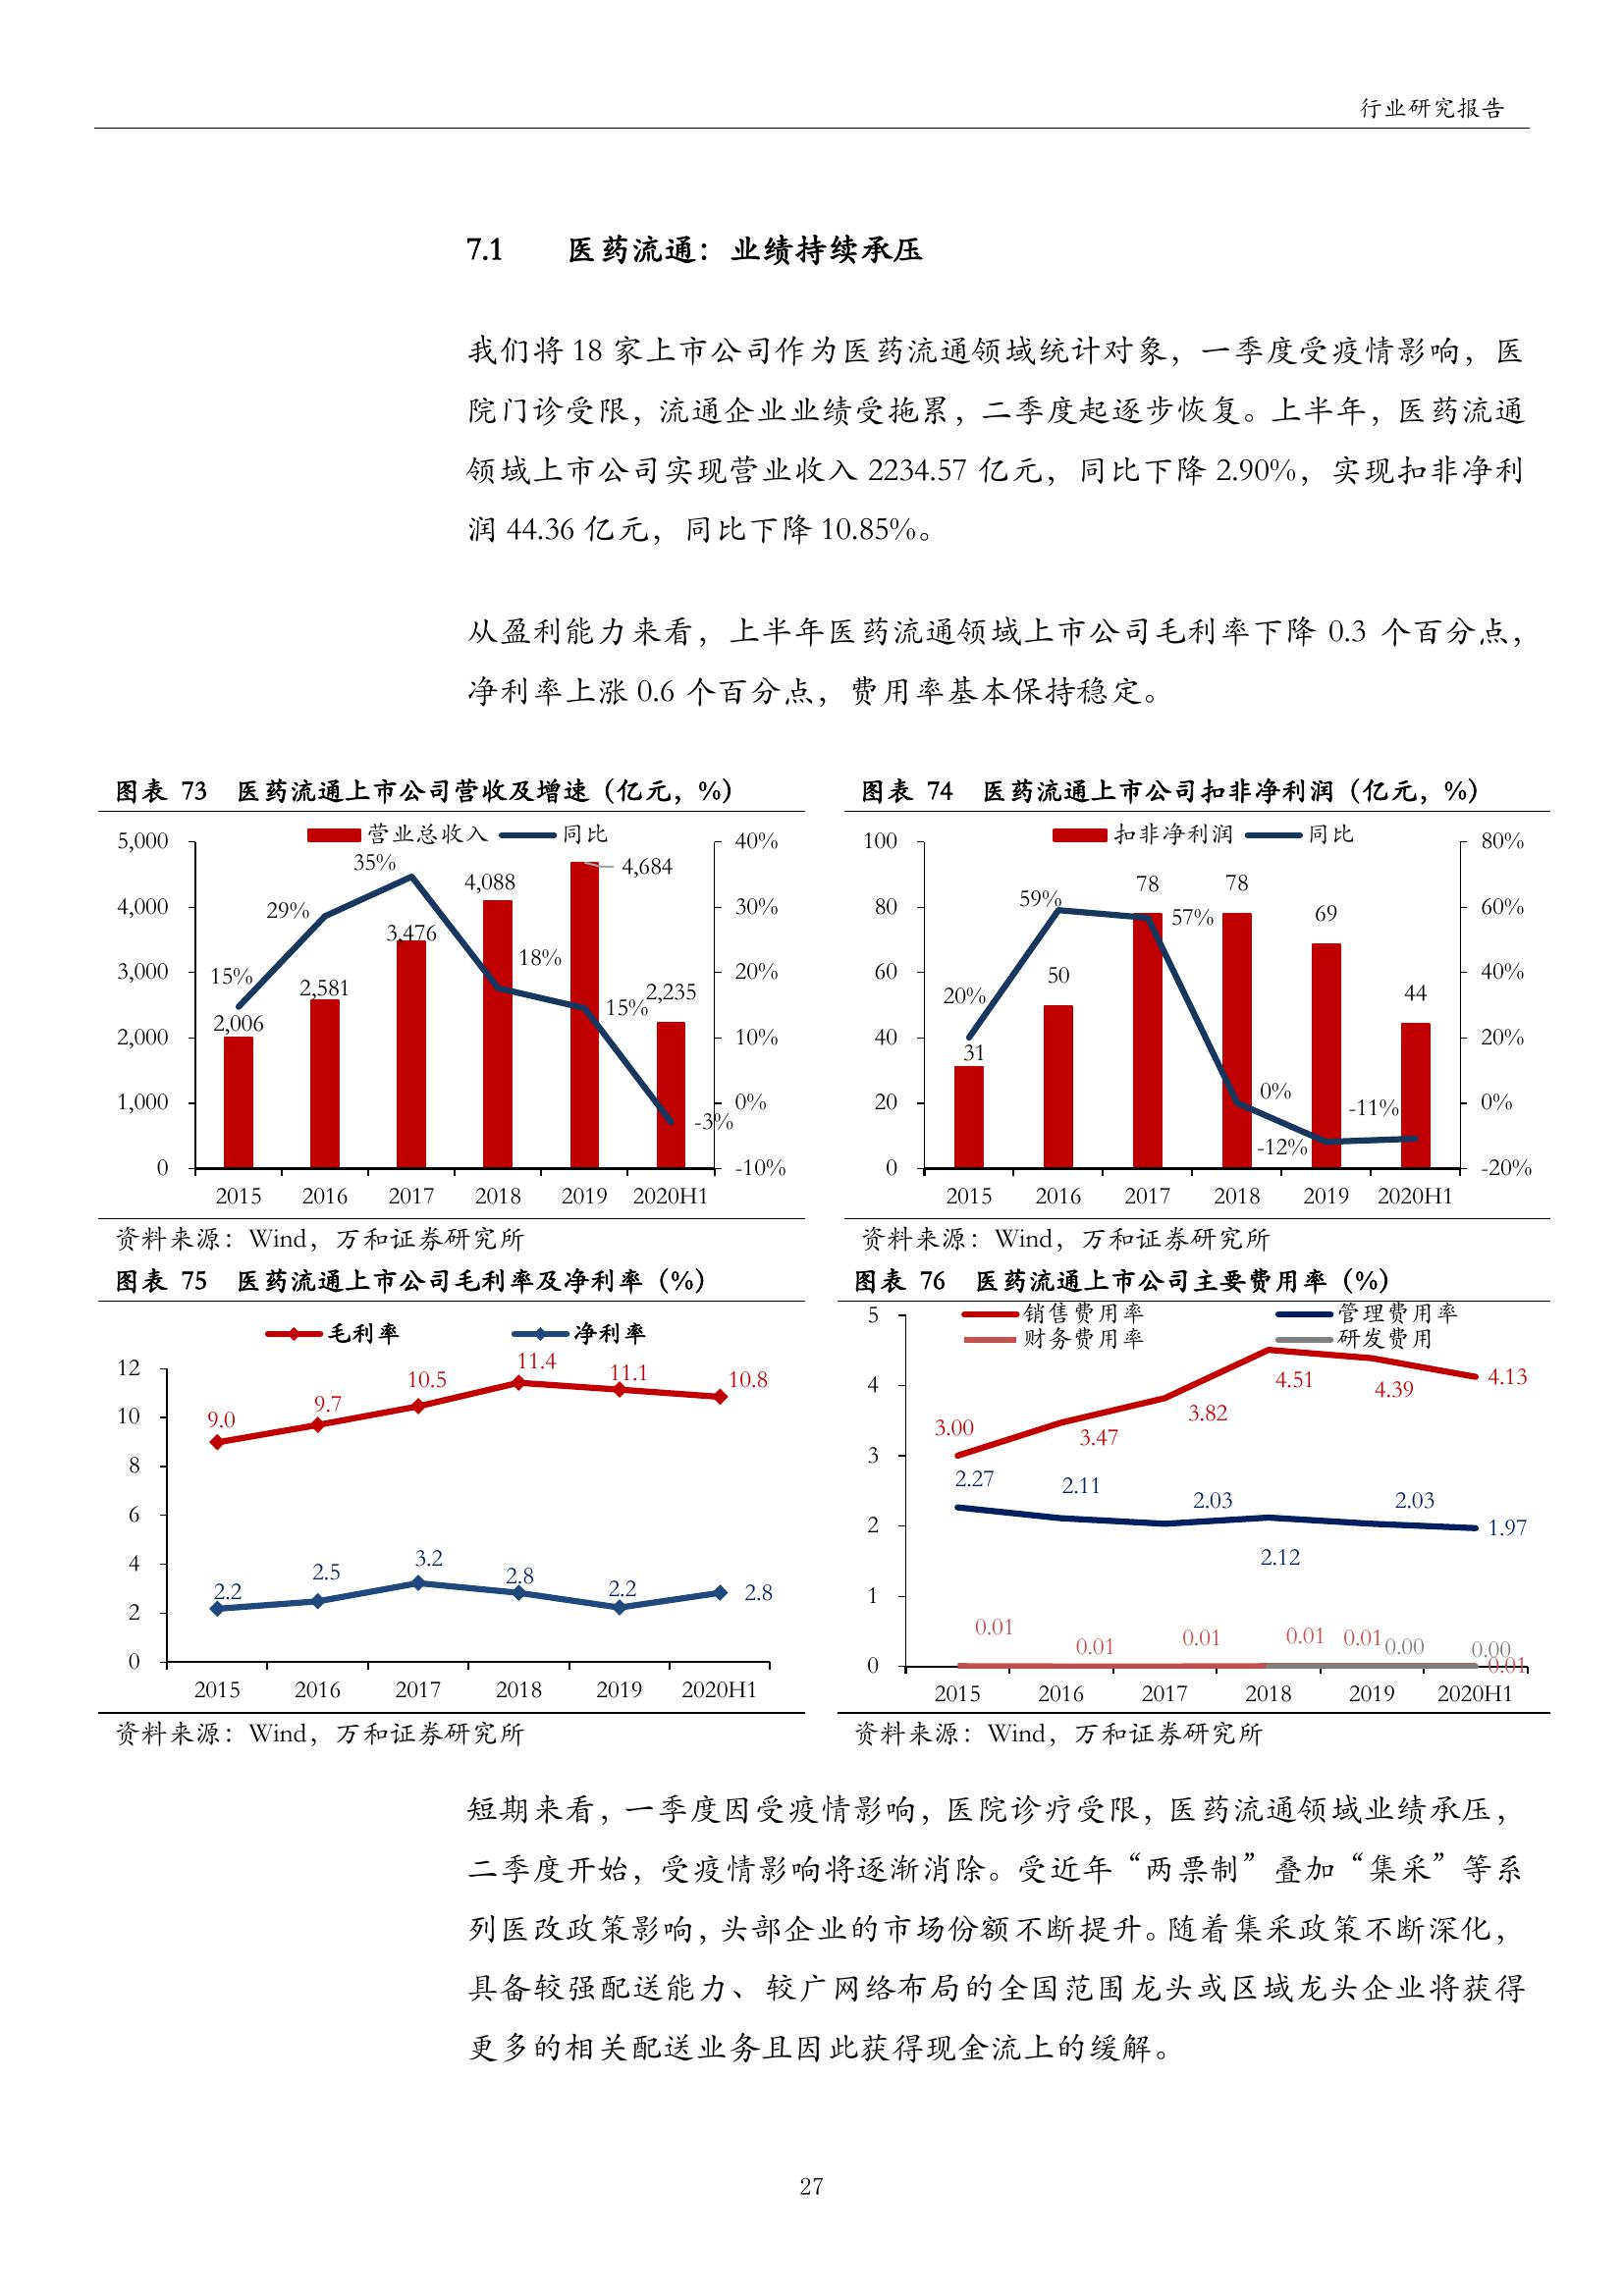 行业研究报告
7.1 医药流通：业绩持续承压
我们将 18 家上市公司作为医药流通领域统计对象，一季度受疫情影响，医
院门诊受限，流通企业业绩受拖累，二季度起逐步恢复。上半年，医药流通
领域上市公司实现营业收入 2234.57 亿元，同比下降 2.90%，实现扣非净利
润 44.36 亿元，同比下降 10.85%。
从盈利能力来看，上半年医药流通领域上市公司毛利率下降 0.3 个百分点，
净利率上涨 0.6 个百分点，费用率基本保持稳定。
图表 73 医药流通上市公司营收及增速（亿元，%）
营业总收入 同比
5,000
4,000
3,000
2,000
1,000
0
40%
30%
20%
10%
0%
-10%
15% 29% 35% 18% 15% -3%
2,006 2,581 3,476 4,088 4,684 2,235
2015 2016 2017 2018 2019 2020H1
资料来源：Wind，万和证券研究所
图表 74 医药流通上市公司扣非净利润（亿元，%）
扣非净利润 同比
100
80
60
40
20
0
80%
60%
40%
20%
0%
-20%
20% 59% 57% 0% -12% -11%
31 50 78 78 69 44
2015 2016 2017 2018 2019 2020H1
资料来源：Wind，万和证券研究所
图表 75 医药流通上市公司毛利率及净利率（%）
毛利率 净利率
12
10
8
6
4
2
0
9.0 9.7 10.5 11.4 11.1 10.8
2.2 2.5 3.2 2.8 2.2 2.8
2015 2016 2017 2018 2019 2020H1
资料来源：Wind，万和证券研究所
图表 76 医药流通上市公司主要费用率（%）
销售费用率 管理费用率
财务费用率 研发费用
5
4
3
2
1
0
3.00 3.47 3.82 4.51 4.39 4.13
2.27 2.11 2.03 2.12 2.03 1.97
0.01 0.01 0.01 0.01 0.01 0.01
0.00 0.00
2015 2016 2017 2018 2019 2020H1
资料来源：Wind，万和证券研究所
短期来看，一季度因受疫情影响，医院诊疗受限，医药流通领域业绩承压，
二季度开始，受疫情影响将逐渐消除。受近年“两票制”叠加“集采”等系
列医改政策影响，头部企业的市场份额不断提升。随着集采政策不断深化，
具备较强配送能力、较广网络布局的全国范围龙头或区域龙头企业将获得
更多的相关配送业务且因此获得现金流上的缓解。
27